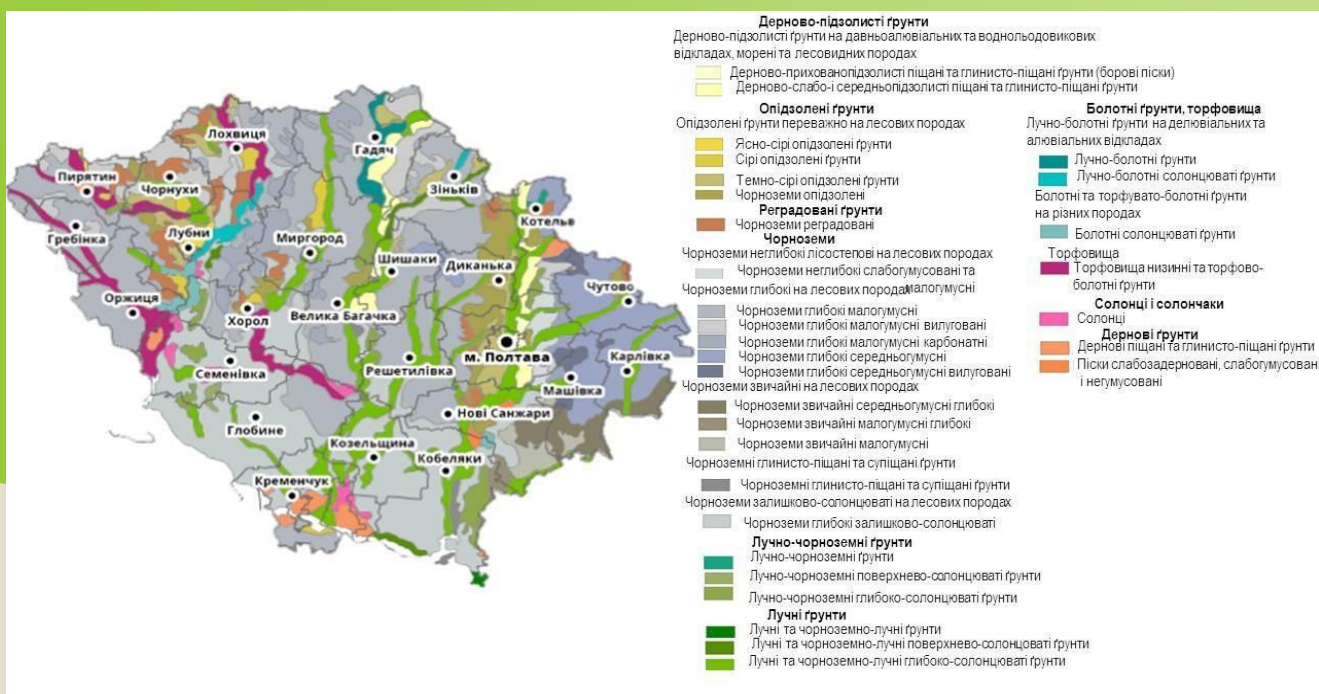 Лохвиця
Гадяч
Пирятин
Чорнухи
Зіньків
Котельв
Гребінка
Лубни
Миргород
Шишаки
Диканька
Оржиця
Хорол
Велика Багачка
Чутово
м. Полтава
Решетилівка
Карлівка
Семенівка
Машівка
Глобине
Нові Санжари
Козельщина
Кобеляки
Кременчук
Дерново-підзолисті ґрунти
Дерново-підзолисті ґрунти на давньоалювіальних та воднольодовикових
відкладах, морені та лесовидних породах
Дерново-прихованопідзолисті піщані та глинисто-піщані ґрунти (борові піски)
Дерново-слабо-і середньопідзолисті піщані та глинисто-піщані ґрунти
Опідзолені ґрунти
Опідзолені ґрунти переважно на лесових породах
Ясно-сірі опідзолені ґрунти
Сірі опідзолені ґрунти
Темно-сірі опідзолені ґрунти
Чорноземи опідзолені
Реградовані ґрунти
Чорноземи реградовані
Чорноземи
Чорноземи неглибокі лісостепові на лесових породах
Чорноземи неглибокі слабогумусовані та
малогумусні
Чорноземи глибокі на лесових породах
Чорноземи глибокі малогумусні
Чорноземи глибокі малогумусні вилуговані
Чорноземи глибокі малогумусні карбонатні
Чорноземи глибокі середньогумусні
Чорноземи глибокі середньогумусні вилуговані
Чорноземи звичайні на лесових породах
Чорноземи звичайні середньогумусні глибокі
Чорноземи звичайні малогумусні глибокі
Чорноземи звичайні малогумусні
Чорноземні глинисто-піщані та супіщані ґрунти
Чорноземні глинисто-піщані та супіщані ґрунти
Чорноземи залишково-солонцюваті на лесових породах
Чорноземи глибокі залишково-солонцюваті
Лучно-чорноземні ґрунти
Лучно-чорноземні ґрунти
Лучно-чорноземні поверхнево-солонцюваті ґрунти
Лучно-чорноземні глибоко-солонцюваті ґрунти
Лучні ґрунти
Лучні та чорноземно-лучні ґрунти
Лучні та чорноземно-лучні поверхнево-солонцоваті ґрунти
Лучні та чорноземно-лучні глибоко-солонцюваті ґрунти
Болотні ґрунти, торфовища
Лучно-болотні ґрунти на делювіальних та
алювіальних відкладах
Лучно-болотні ґрунти
Лучно-болотні солонцюваті ґрунти
Болотні та торфувато-болотні ґрунти
на різних породах
Болотні солонцюваті ґрунти
Торфовища
Торфовища низинні та торфово-
болотні ґрунти
Солонці і солончаки
Солонці
Дернові ґрунти
Дернові піщані та глинисто-піщані ґрунти
Піски слабозадерновані, слабогумусовані
і негумусовані